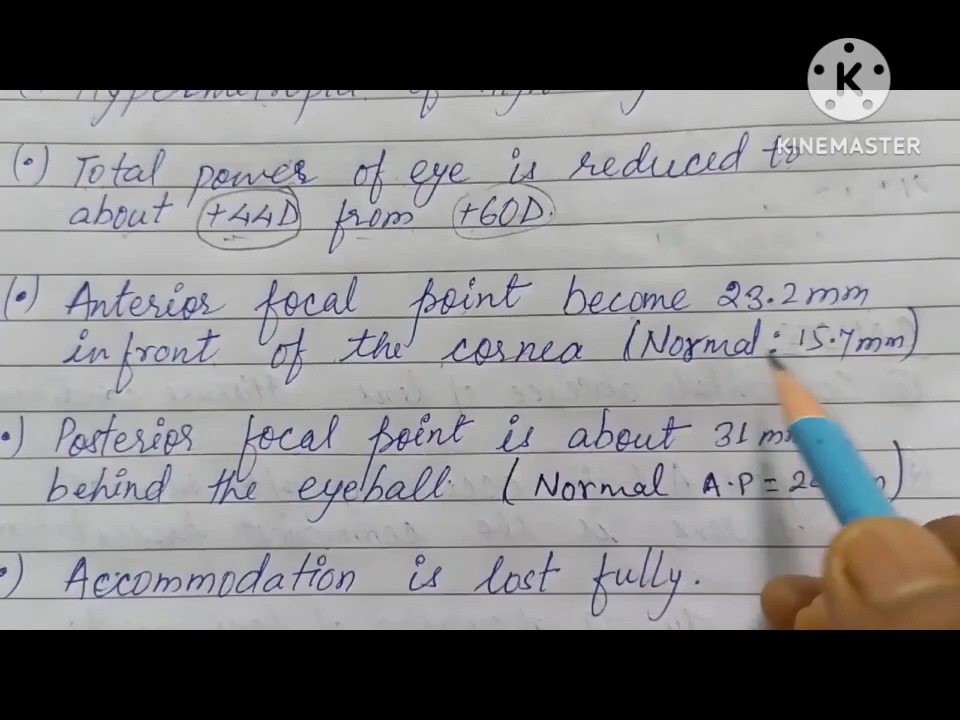 KINEMASTER
(•) Total power of eye is reduced to
about +44D from +60D.
(•) Anterior focal point become 23.2mm
infront of the cornea (Normal: 15.7mm)
•) Posterior focal point is about 31
behind the eyeball. (Normal A.P =
•) Accommodation is lost fully.